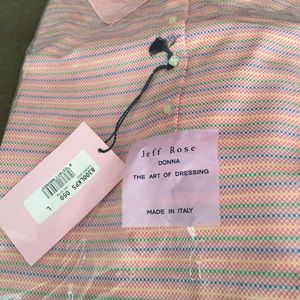 Jeff Rose
DONNA
THE ART OF DRESSING
MADE IN ITALY
L